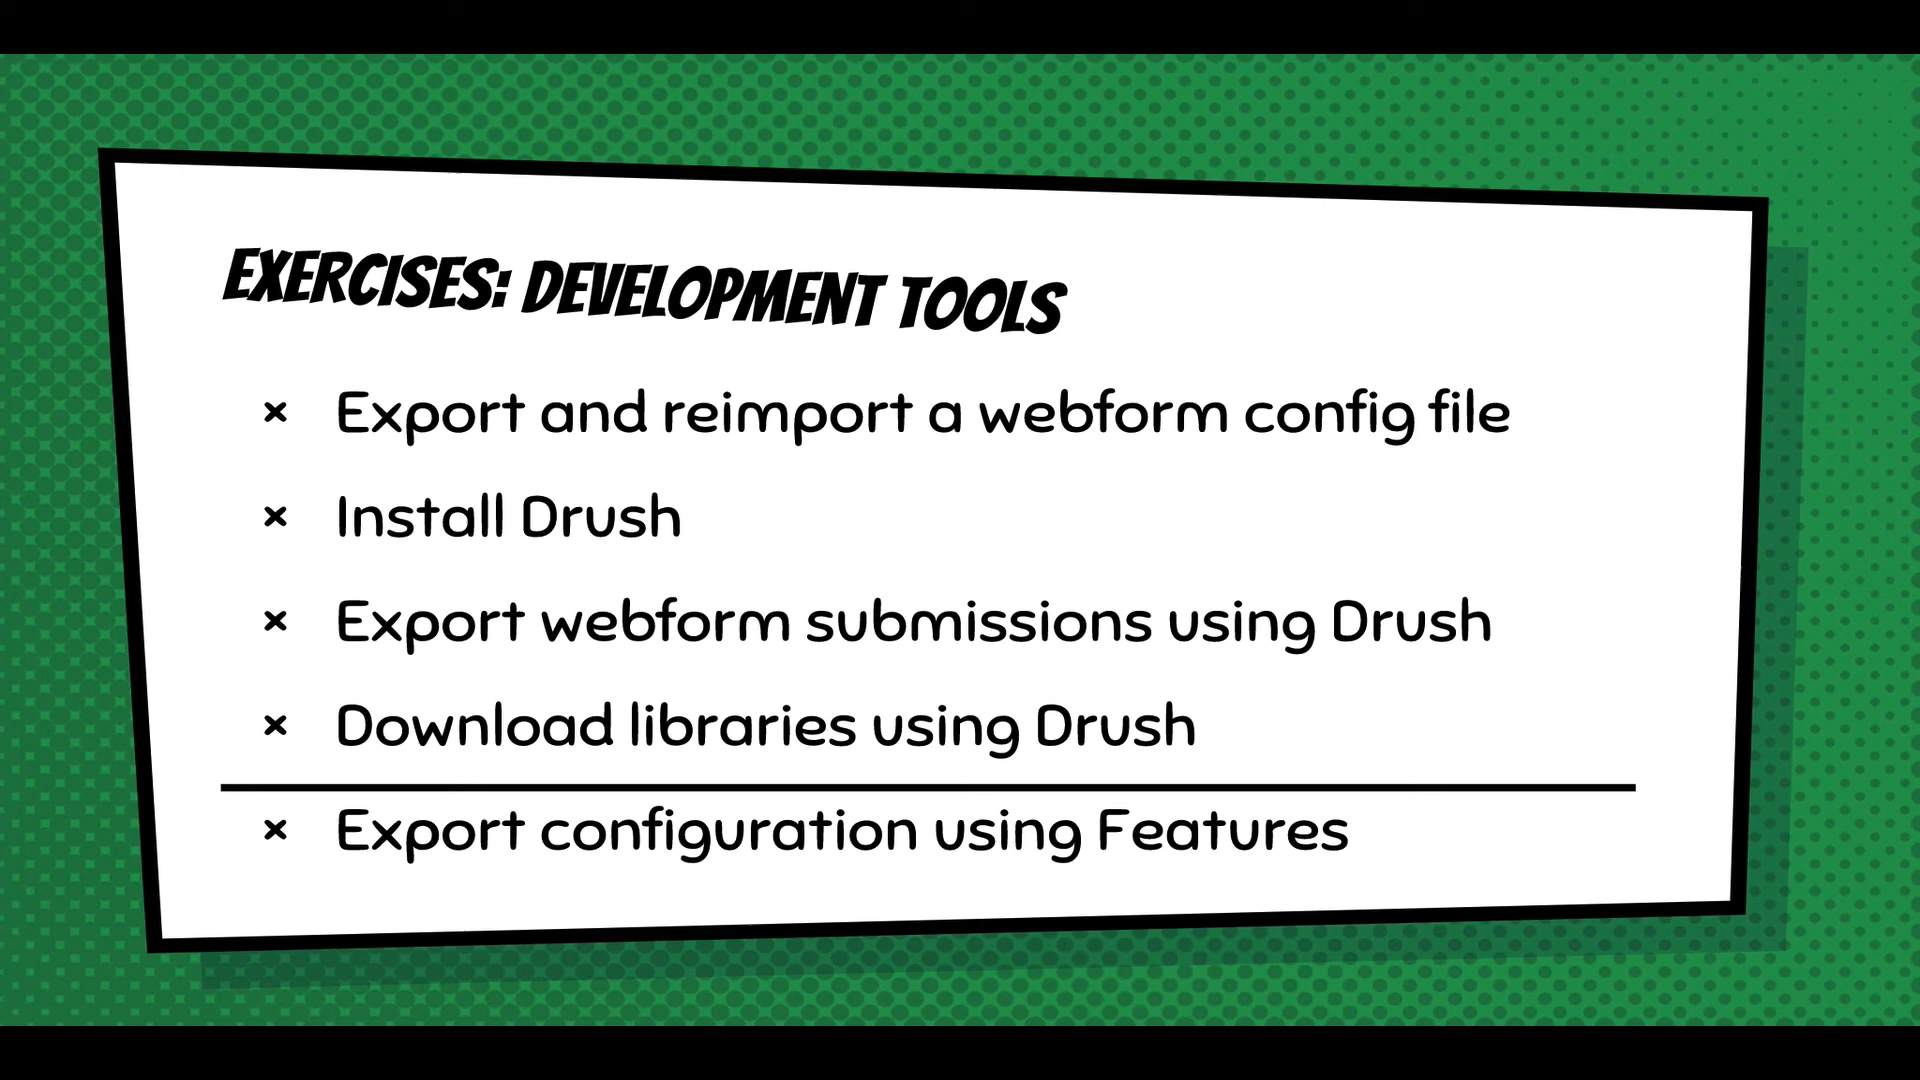 EXERCISES: DEVELOPMENT TOOLS
× Export and reimport a webform config file
× Install Drush
× Export webform submissions using Drush
× Download libraries using Drush
× Export configuration using Features